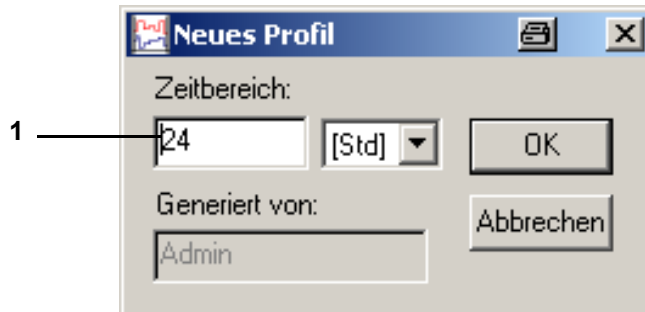 Neues Profil
Zeitbereich:
1
24 [Std] OK
Generiert von:
Abbrechen
Admin